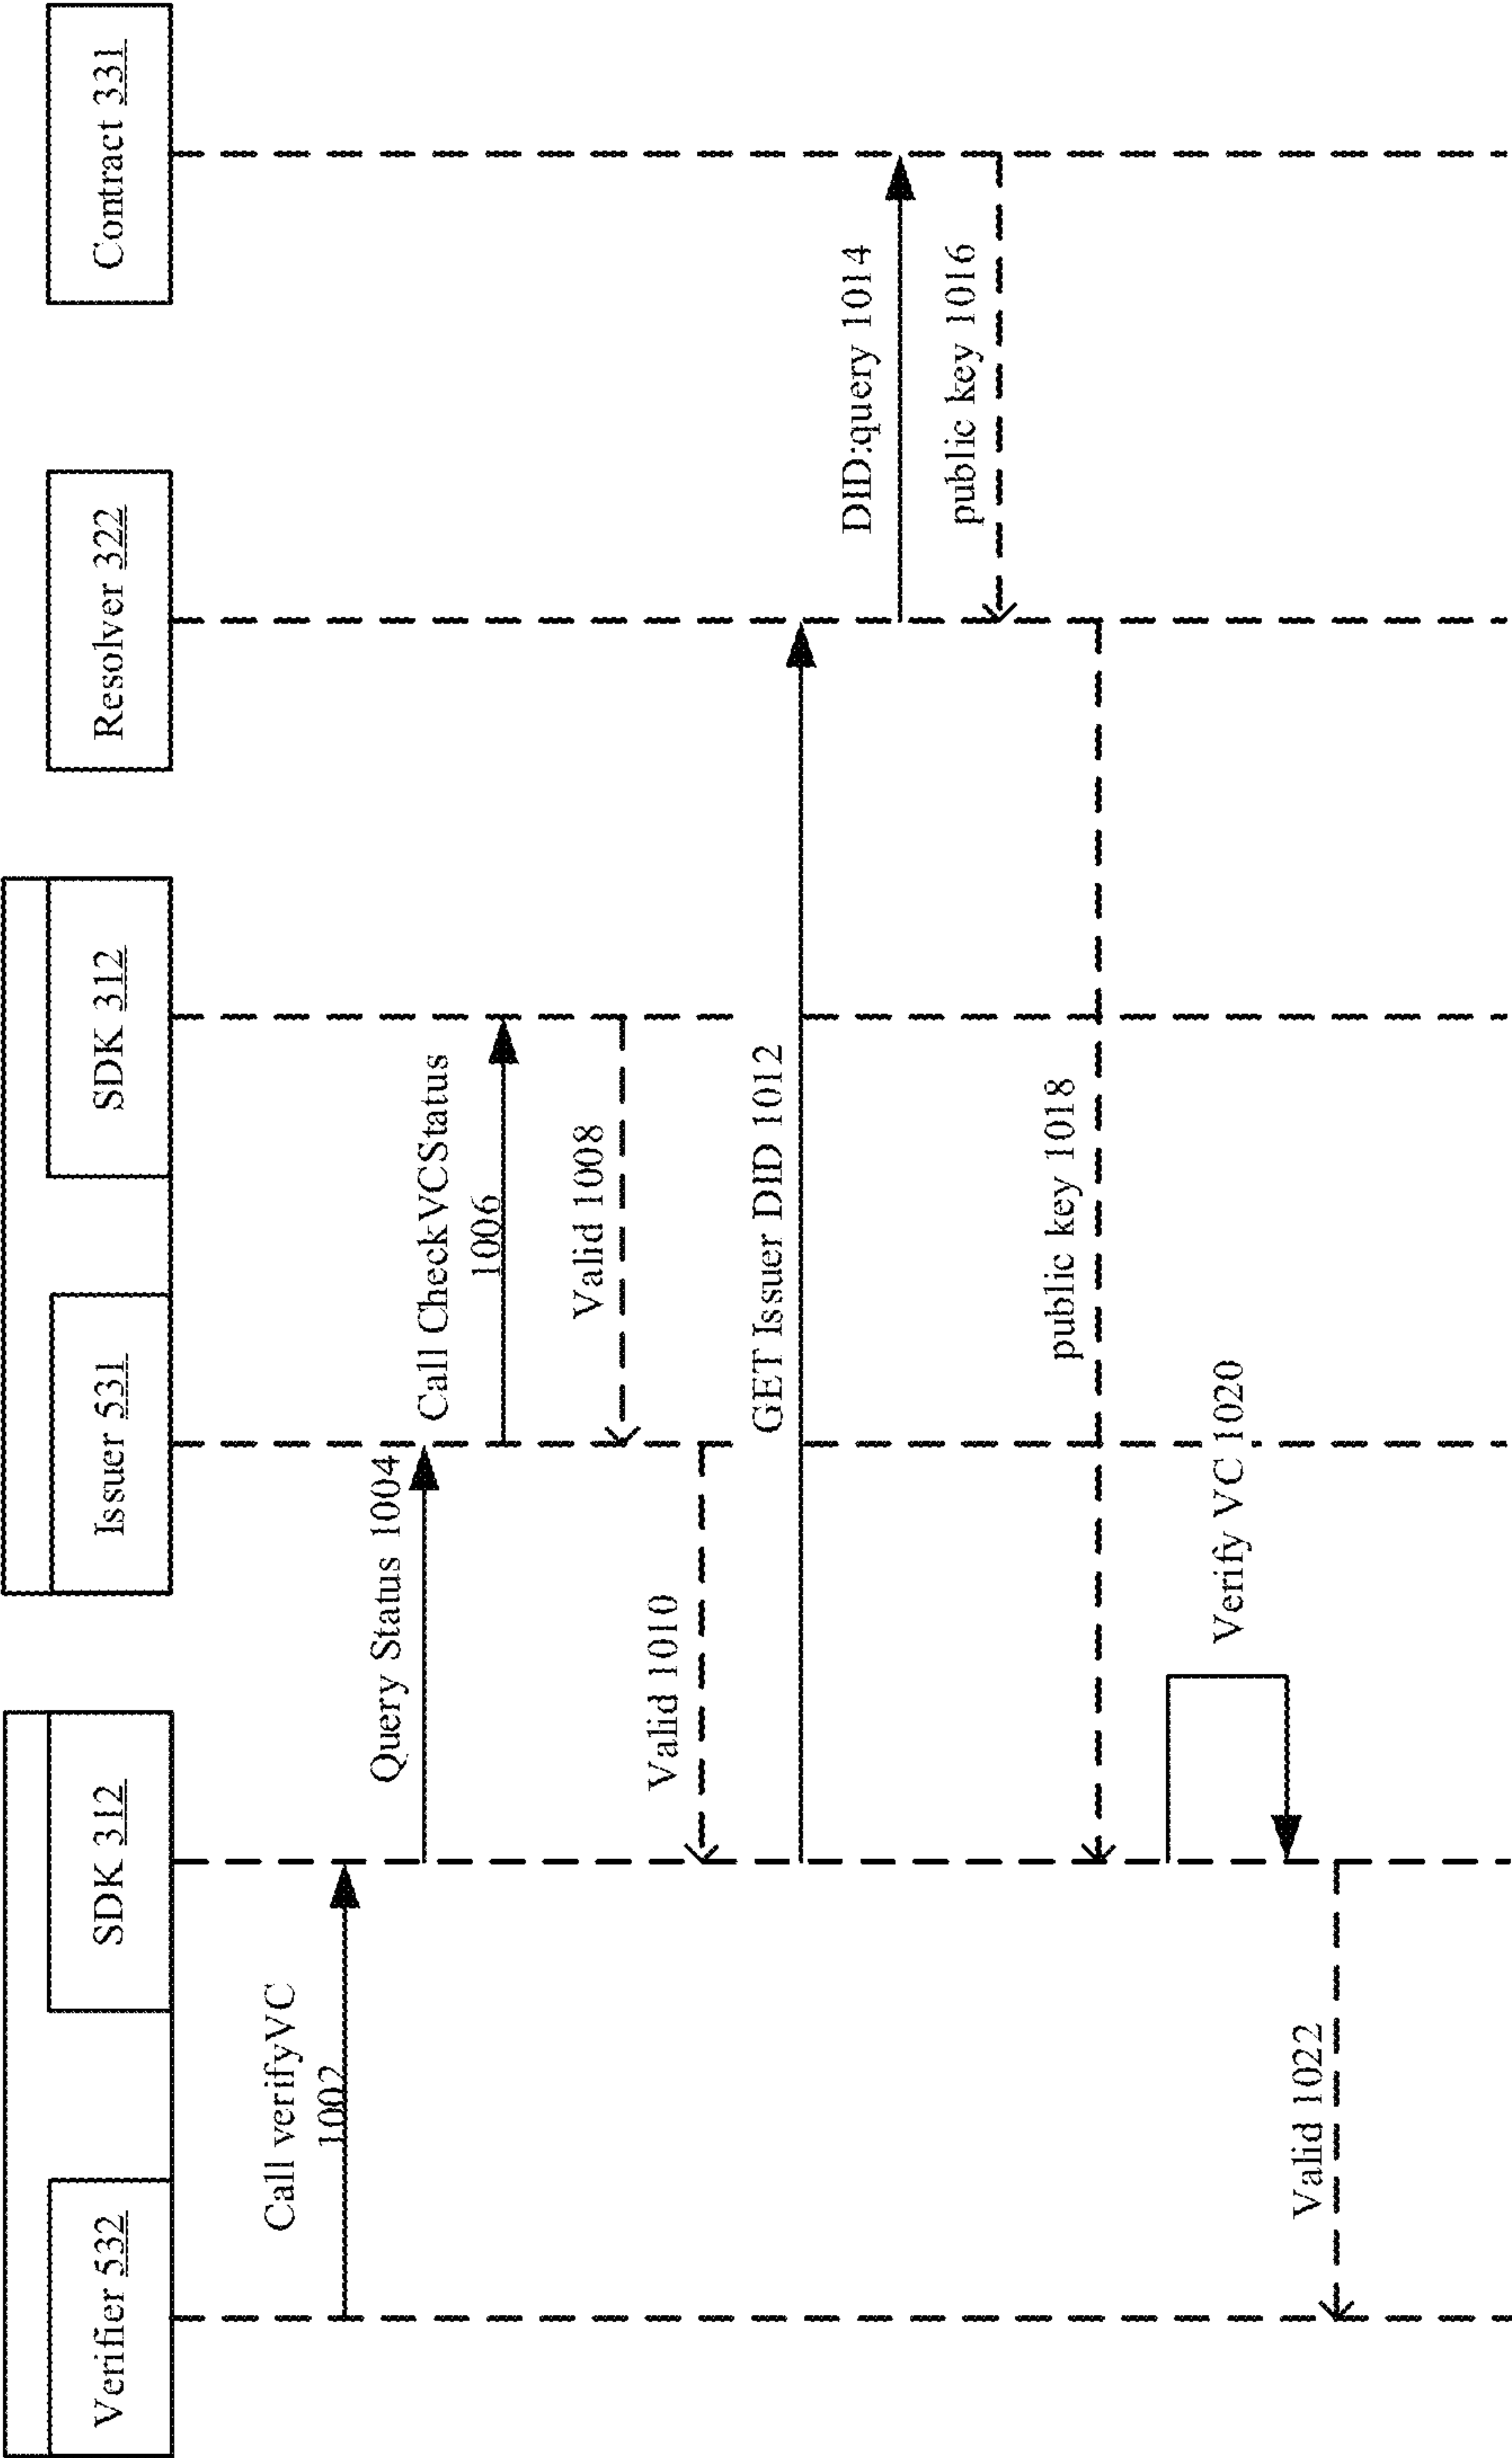 Verifier 532
SDK 312
Issuer 531
SDK 312
Resolver 322
Contract 331
Call verifyVC
1002
Query Status 1004
Call CheckVCStatus
1006
Valid 1008
Valid 1010
GET Issuer DID 1012
DID:query 1014
public key 1016
public key 1018
Verify VC 1020
Valid 1022